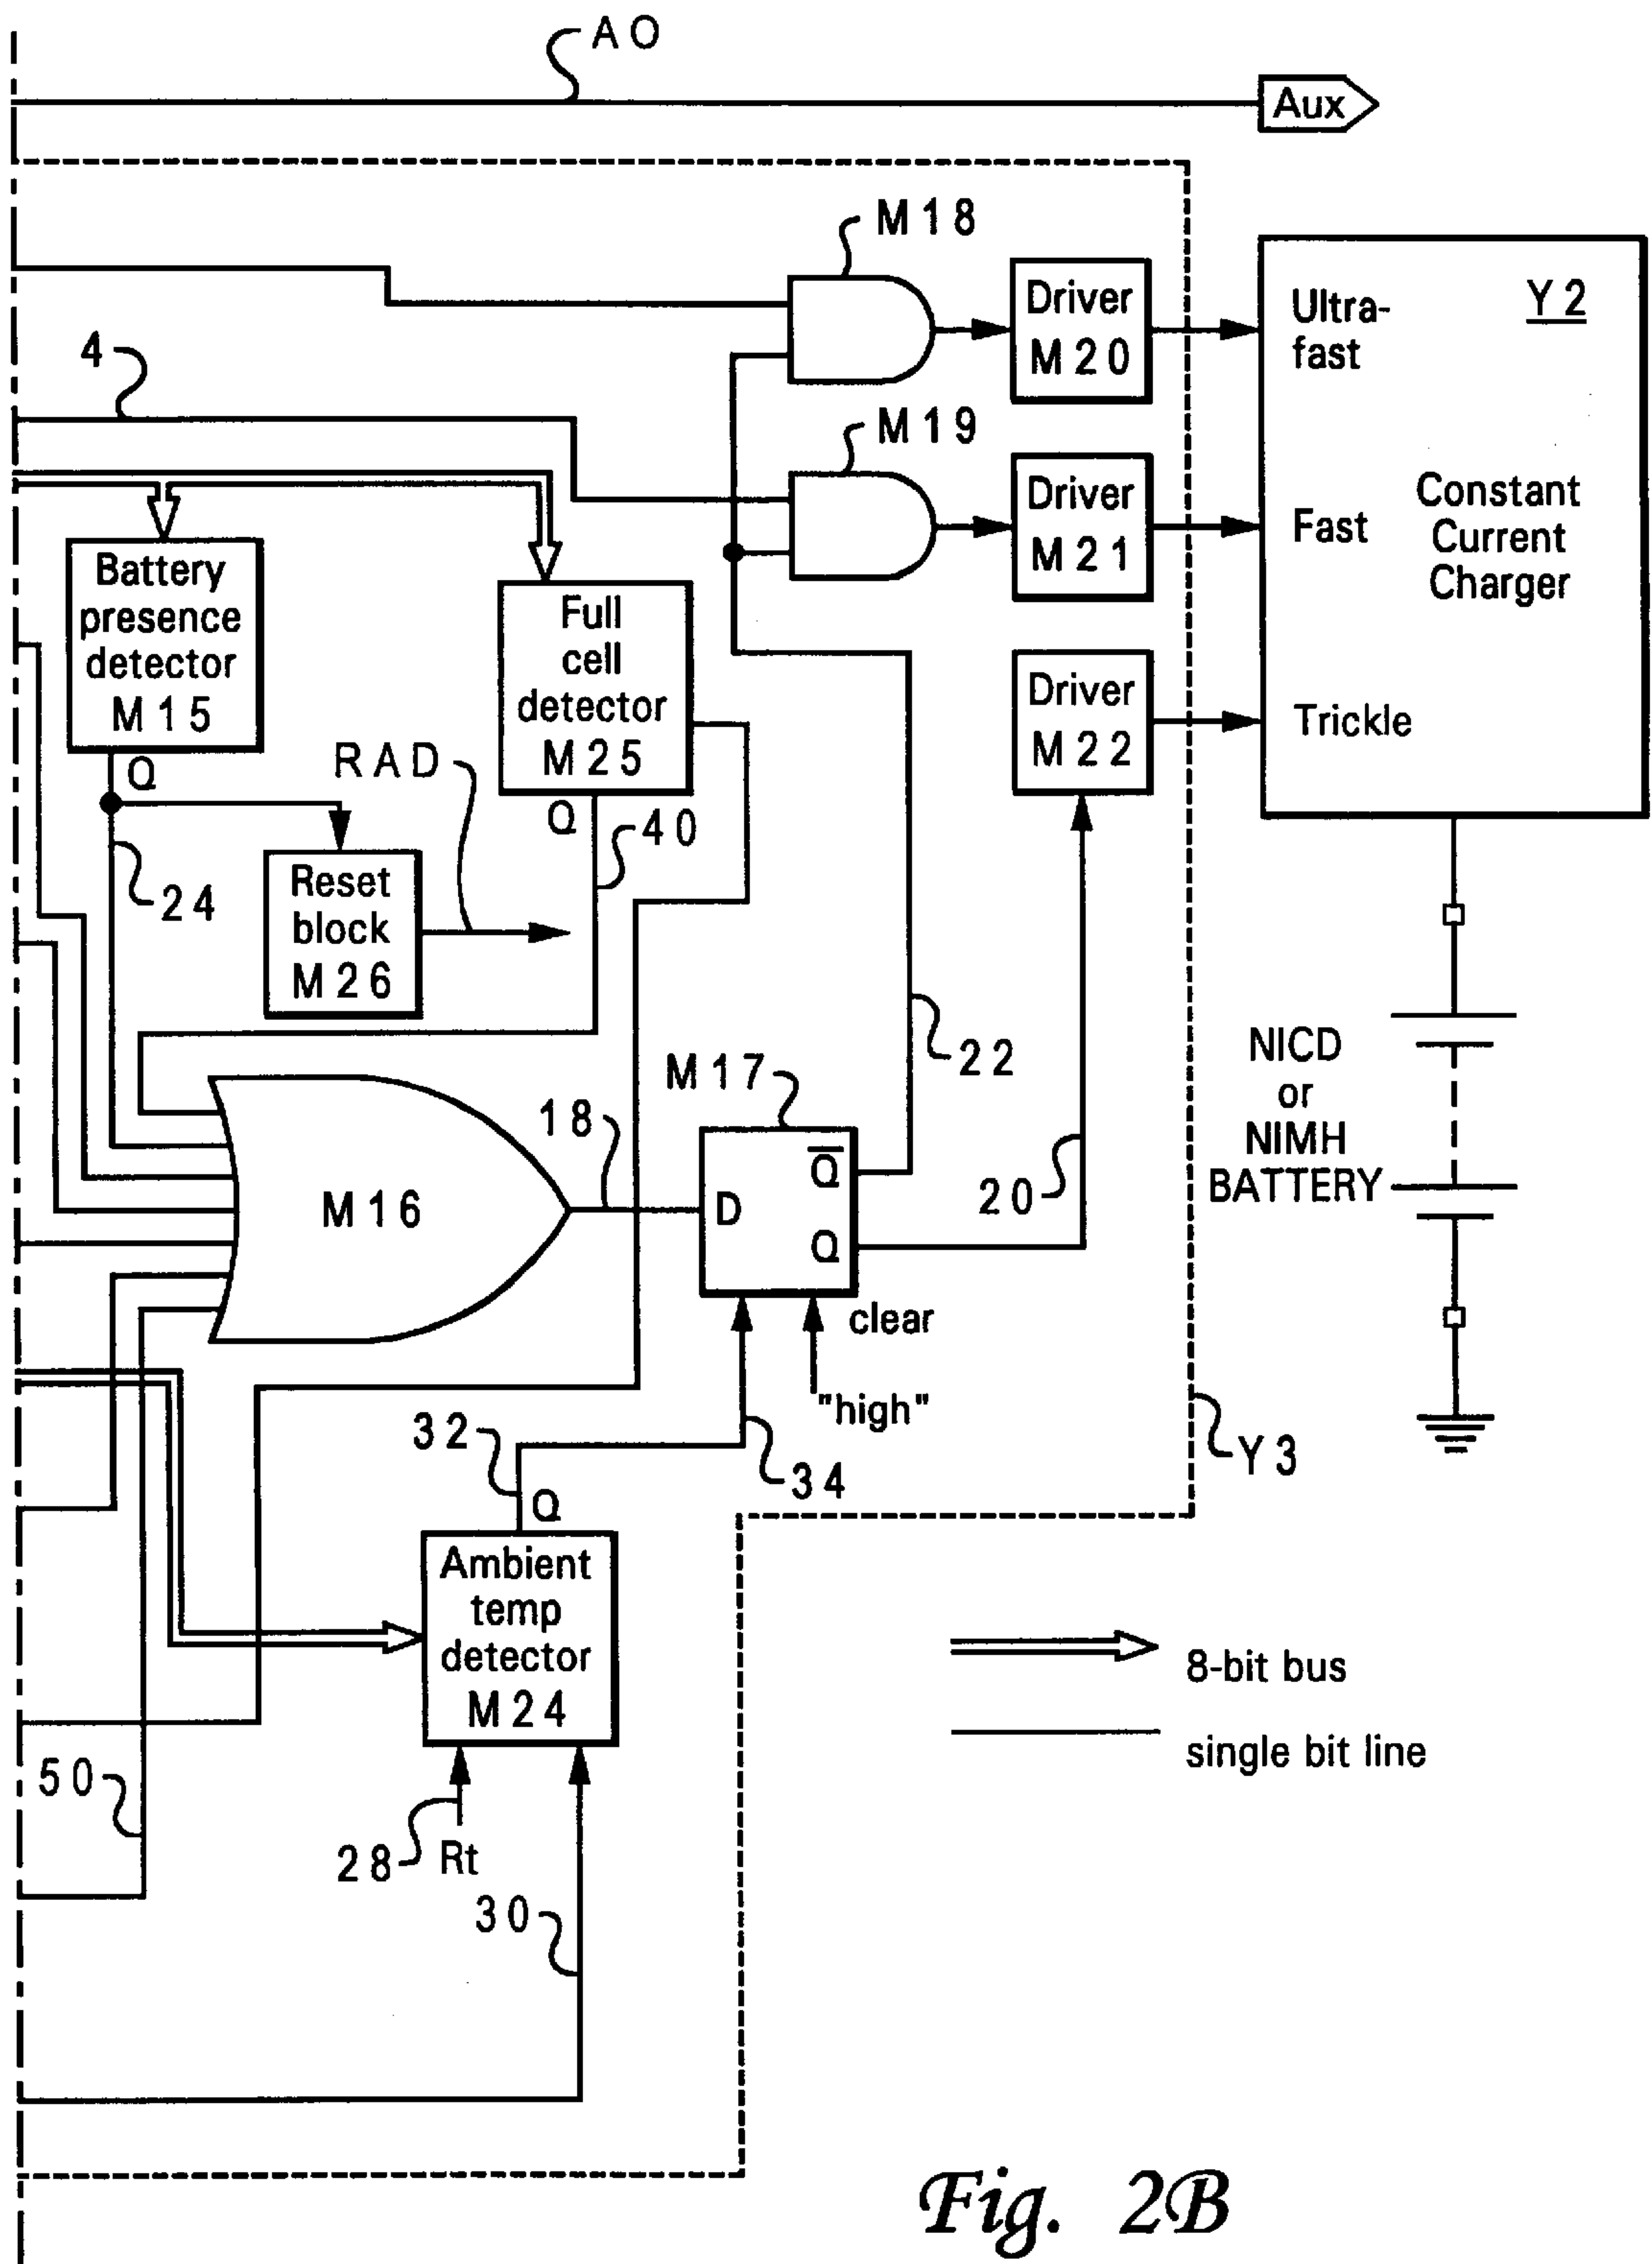 AO
Aux
M18
Driver
M20
Ultra-
fast
Y2
4
M19
Driver
M21
Fast
Constant
Current
Charger
Battery
presence
detector
M15
Q
Full
cell
detector
M25
Q
Driver
M22
Trickle
RAD
40
24
Reset
block
M26
22
NICD
or
NIMH
BATTERY
M17
18
M16
D
Q
Q
20
clear
"high"
32
34
Y3
Q
Ambient
temp
detector
M24
8-bit bus
single bit line
50
28
Rt
30
Fig. 2B